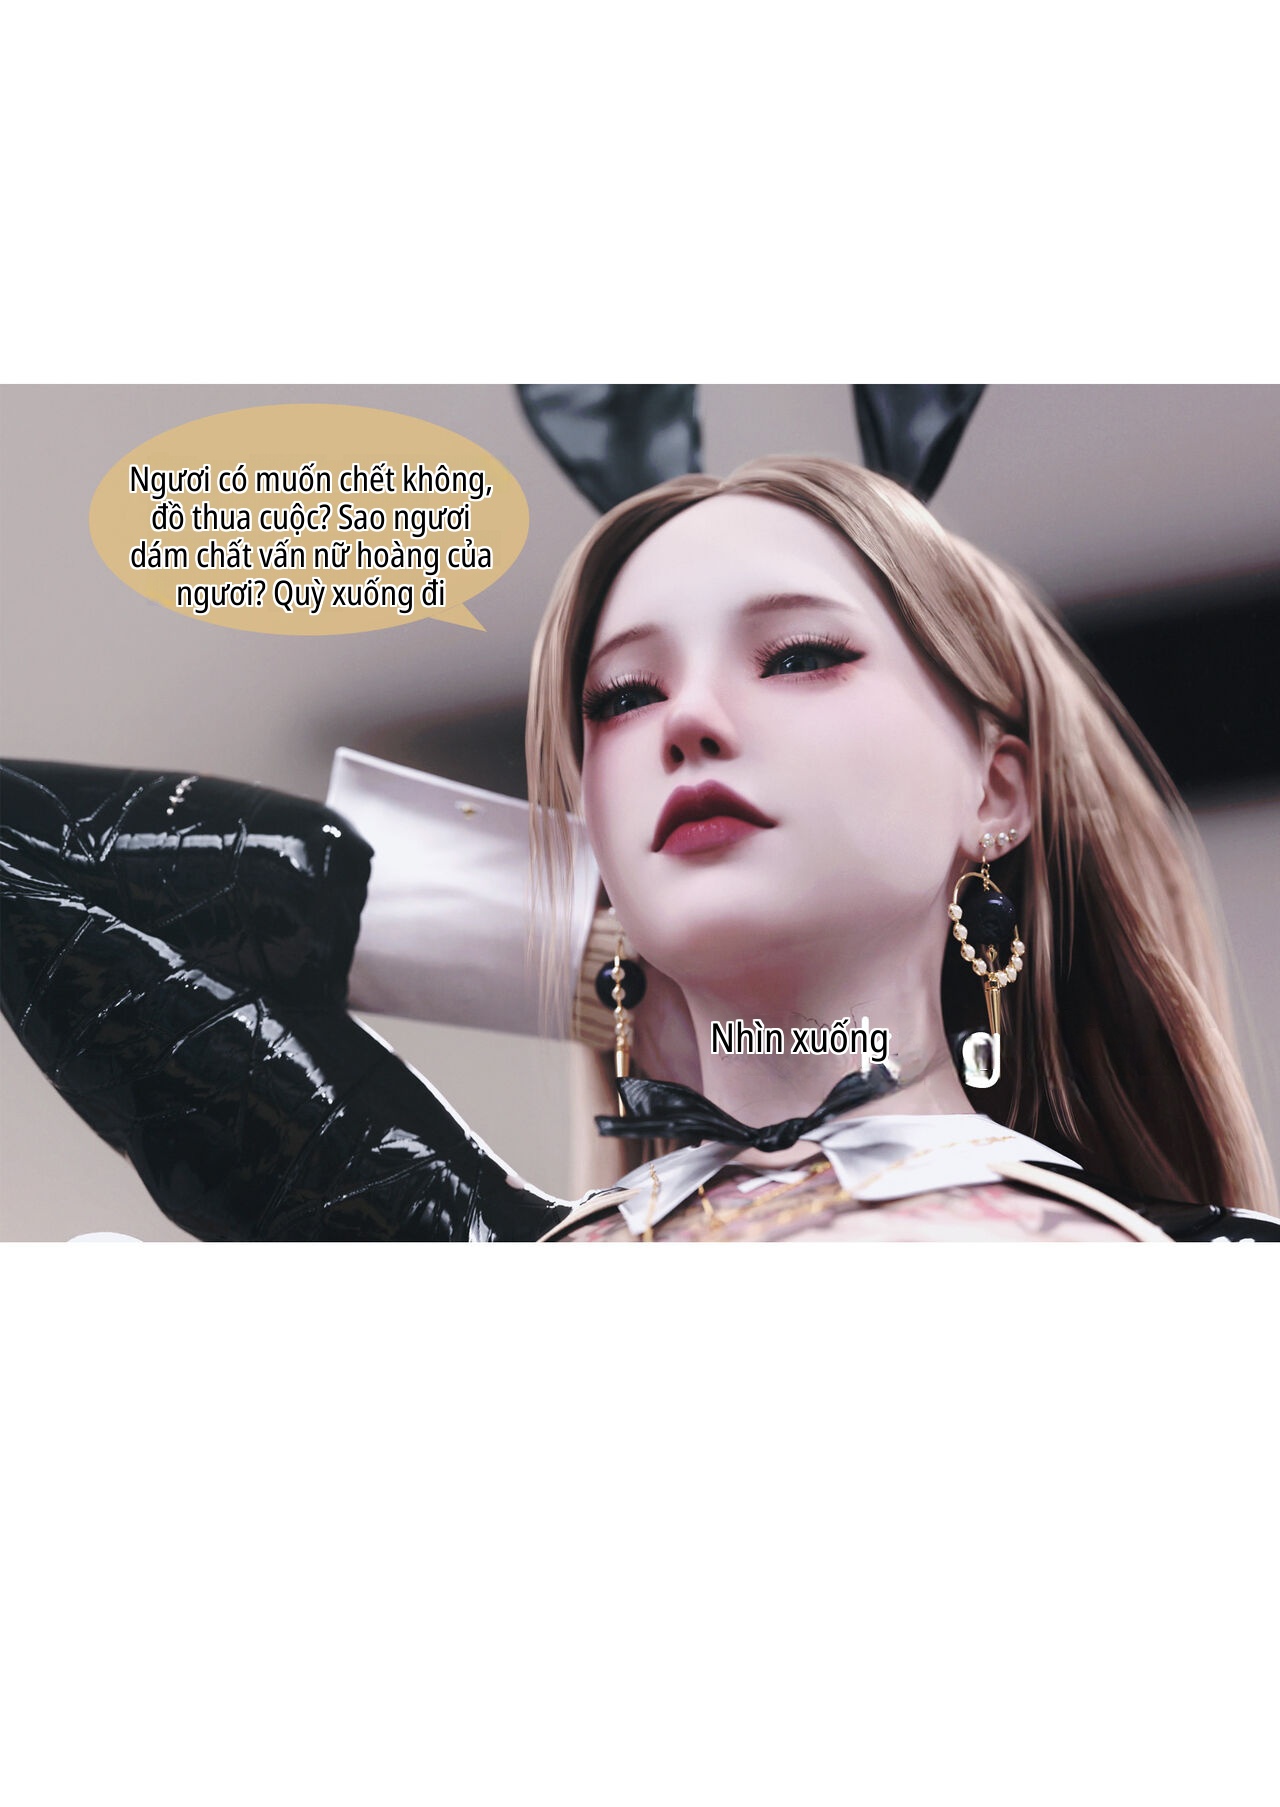 Ngươi có muốn chết không,
đồ thua cuộc? Sao ngươi
dám chất vấn nữ hoàng của
ngươi? Quỳ xuống đi
Nhìn xuống
g